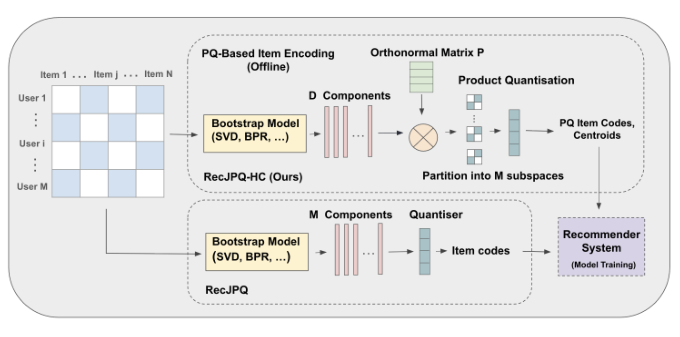 PQ-Based Item Encoding
(Offline)
Orthonormal Matrix P
Item 1 ... Item j ... Item N
User 1
User i
User M
D Components
Product Quantisation
Bootstrap Model
(SVD, BPR, ...)
PQ Item Codes,
Centroids
RecJPQ-HC (Ours)
Partition into M subspaces
M Components
Quantiser
Bootstrap Model
(SVD, BPR, ...)
Item codes
Recommender
System
(Model Training)
RecJPQ